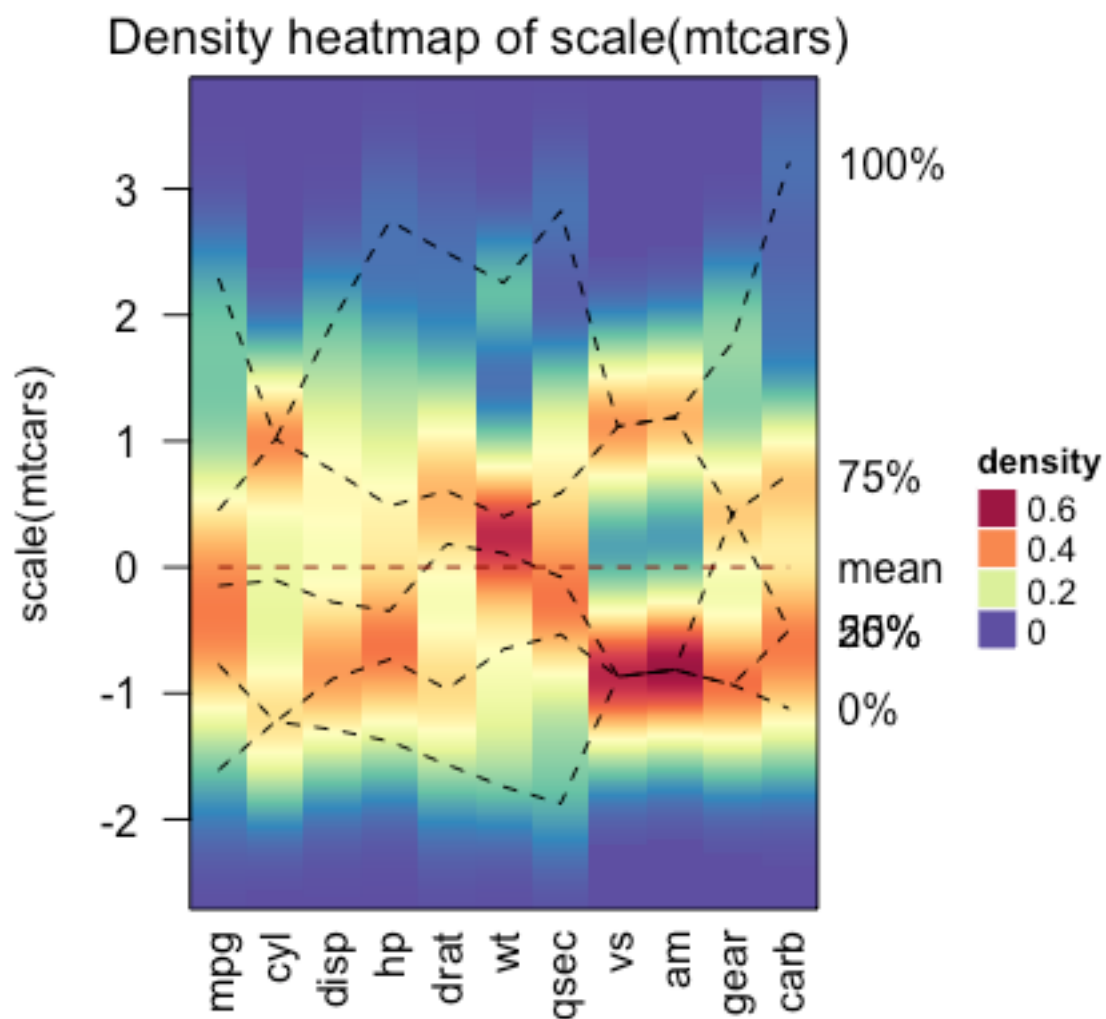 Density heatmap of scale(mtcars)
scale(mtcars)
3
2
1
0
-1
-2
100%
75%
mean
0%
mpg
cyl
disp
hp
drat
wt
qsec
vs
am
gear
carb
density
0.6
0.4
0.2
0